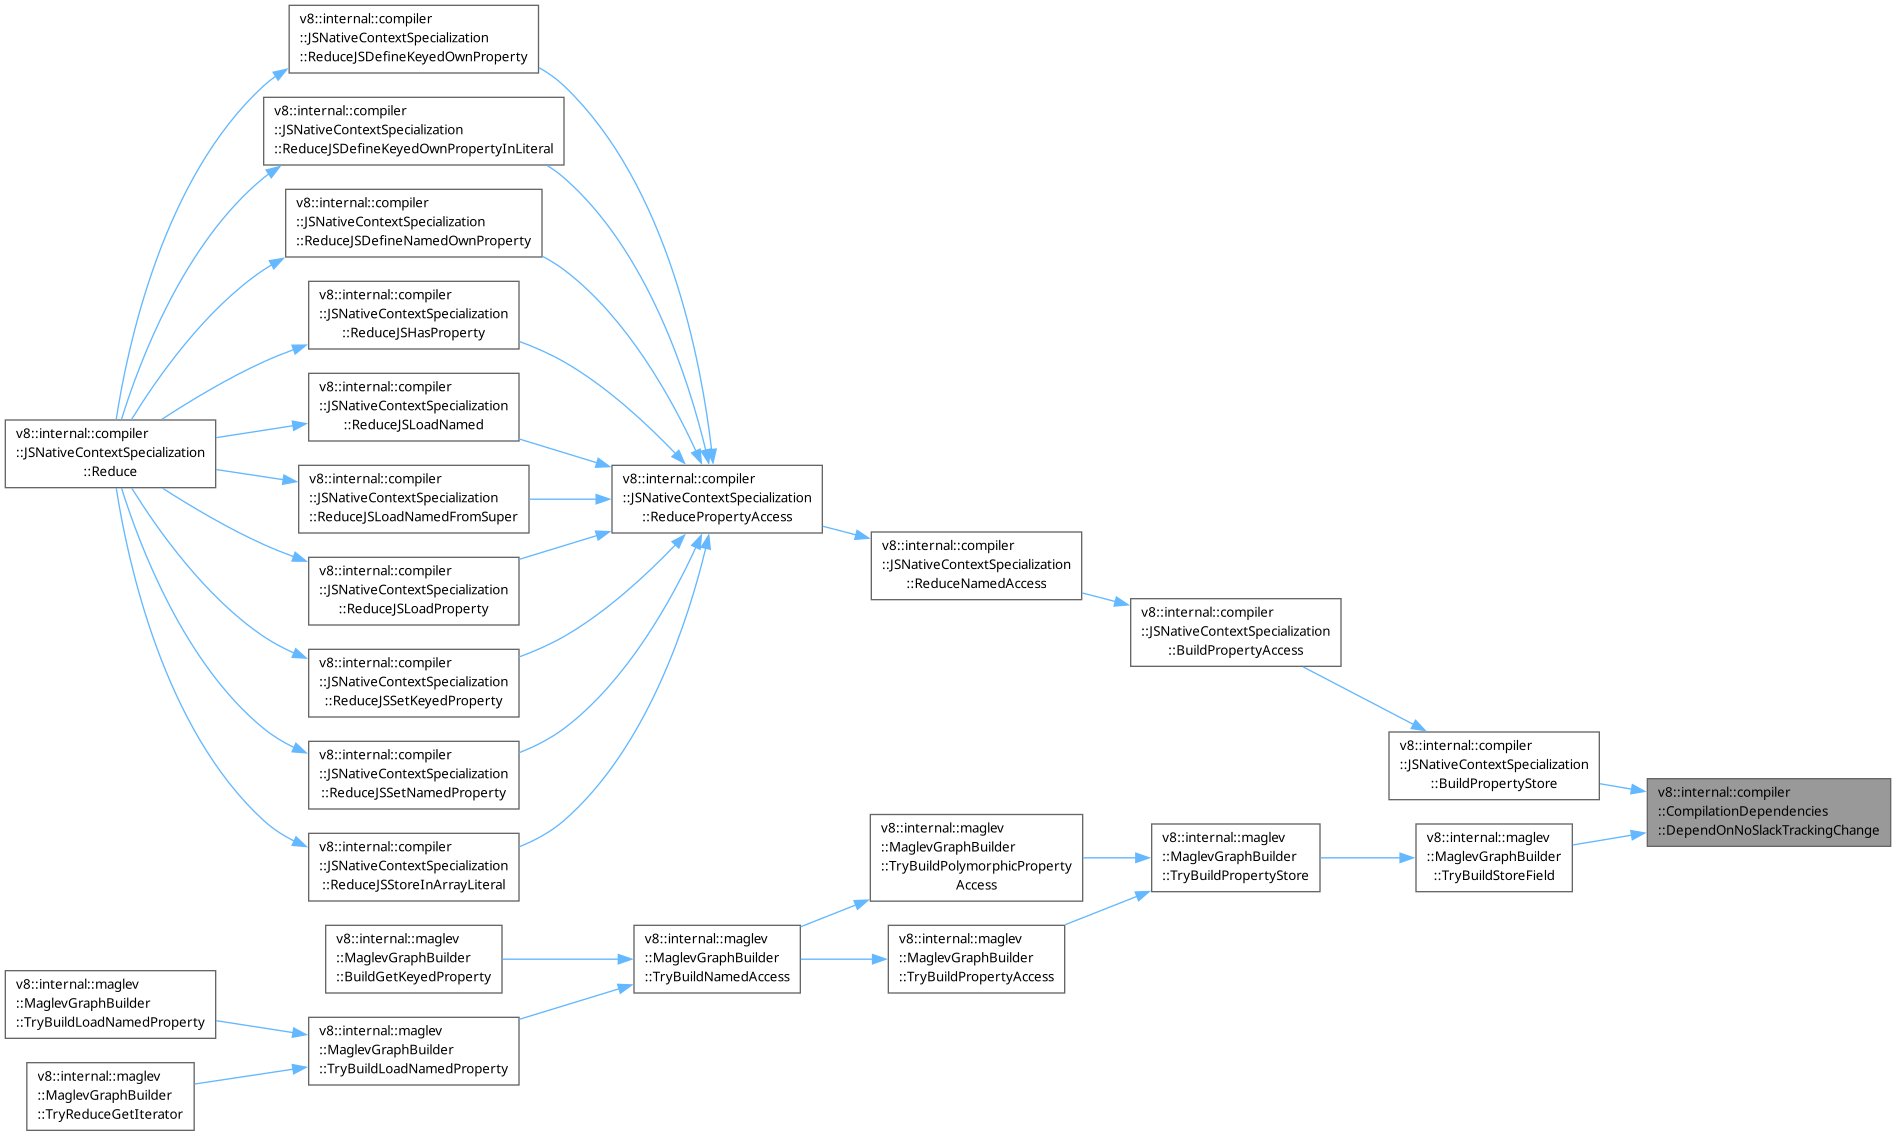 v8::internal::compiler
::JSNativeContextSpecialization
::ReduceJSDefineKeyedOwnProperty
v8::internal::compiler
::JSNativeContextSpecialization
::ReduceJSDefineKeyedOwnPropertyInLiteral
v8::internal::compiler
::JSNativeContextSpecialization
::ReduceJSDefineNamedOwnProperty
v8::internal::compiler
::JSNativeContextSpecialization
::ReduceJSHasProperty
v8::internal::compiler
::JSNativeContextSpecialization
::ReduceJSLoadNamed
v8::internal::compiler
::JSNativeContextSpecialization
::Reduce
v8::internal::compiler
::JSNativeContextSpecialization
::ReduceJSLoadNamedFromSuper
v8::internal::compiler
::JSNativeContextSpecialization
::ReducePropertyAccess
v8::internal::compiler
::JSNativeContextSpecialization
::ReduceNamedAccess
v8::internal::compiler
::JSNativeContextSpecialization
::ReduceJSLoadProperty
v8::internal::compiler
::JSNativeContextSpecialization
::BuildPropertyAccess
v8::internal::compiler
::JSNativeContextSpecialization
::ReduceJSSetKeyedProperty
v8::internal::compiler
::JSNativeContextSpecialization
::BuildPropertyStore
v8::internal::compiler
::JSNativeContextSpecialization
::ReduceJSSetNamedProperty
v8::internal::compiler
::CompilationDependencies
::DependOnNoSlackTrackingChange
v8::internal::maglev
::MaglevGraphBuilder
::TryBuildPolymorphicProperty
Access
v8::internal::maglev
::MaglevGraphBuilder
::TryBuildPropertyStore
v8::internal::maglev
::MaglevGraphBuilder
::TryBuildStoreField
v8::internal::compiler
::JSNativeContextSpecialization
::ReduceJSStoreInArrayLiteral
v8::internal::maglev
::MaglevGraphBuilder
::BuildGetKeyedProperty
v8::internal::maglev
::MaglevGraphBuilder
::TryBuildNamedAccess
v8::internal::maglev
::MaglevGraphBuilder
::TryBuildPropertyAccess
v8::internal::maglev
::MaglevGraphBuilder
::TryBuildLoadNamedProperty
v8::internal::maglev
::MaglevGraphBuilder
::TryBuildLoadNamedProperty
v8::internal::maglev
::MaglevGraphBuilder
::TryReduceGetIterator